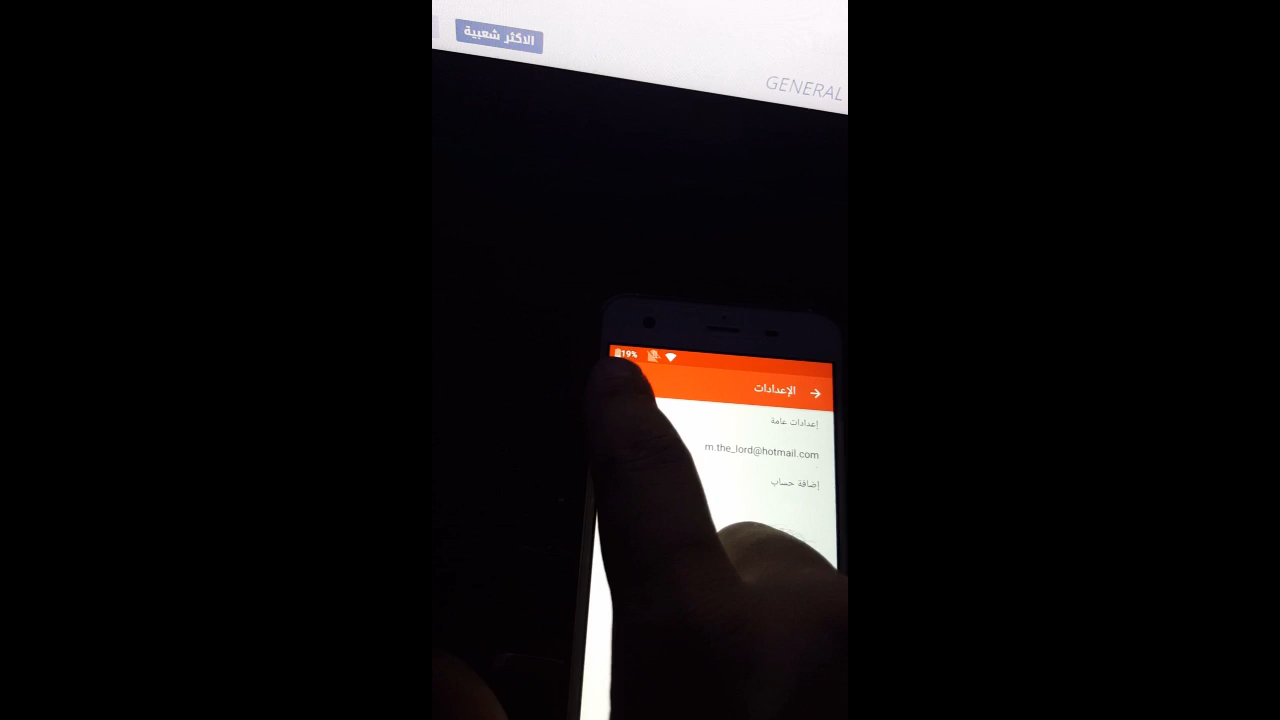 الاكثر شعبية
GENERAL
19%
الإعدادات
إعدادات عامة
m.the_lord@hotmail.com
إضافة حساب